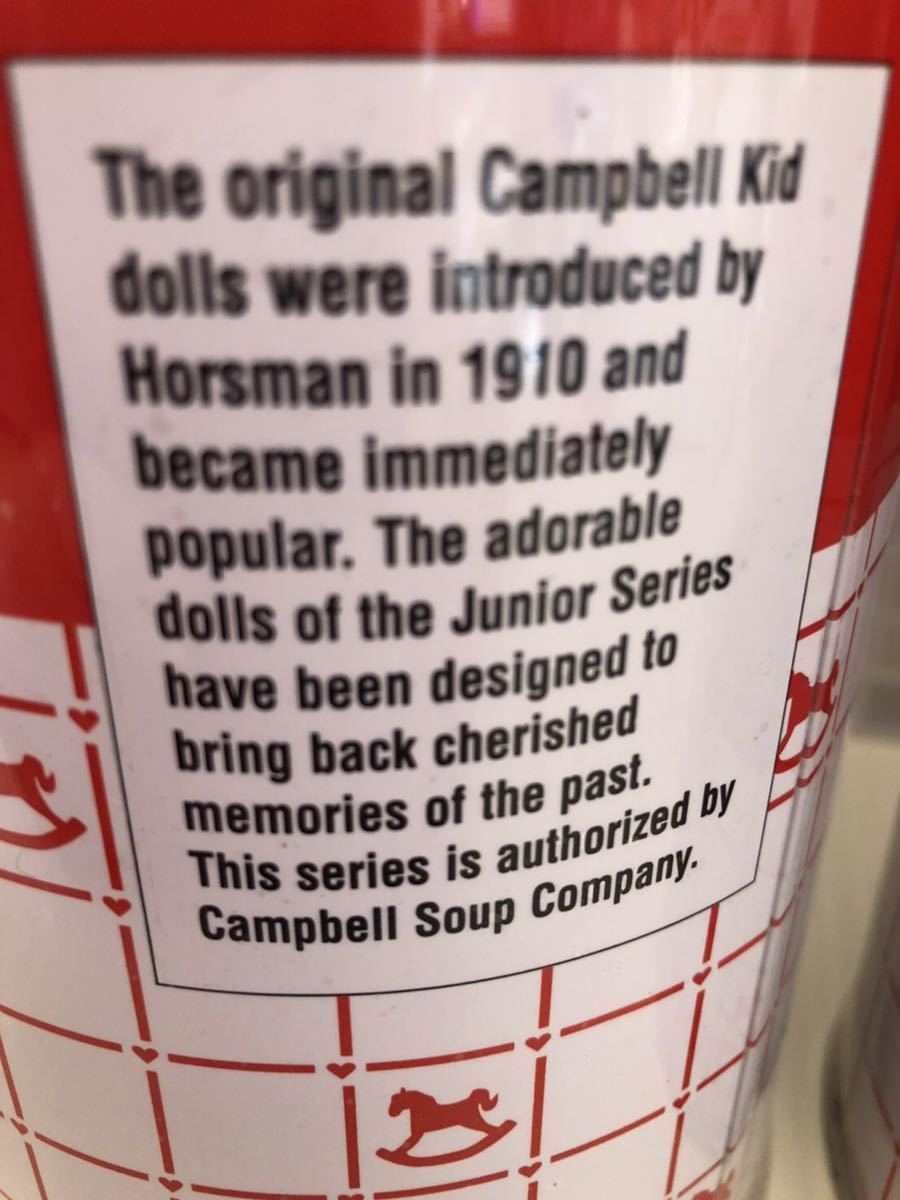 The original Campbell Kid
dolls were introduced by
Horsman in 1910 and
became immediately
popular. The adorable
dolls of the Junior Series
have been designed to
bring back cherished
memories of the past.
This series is authorized by
Campbell Soup Company.